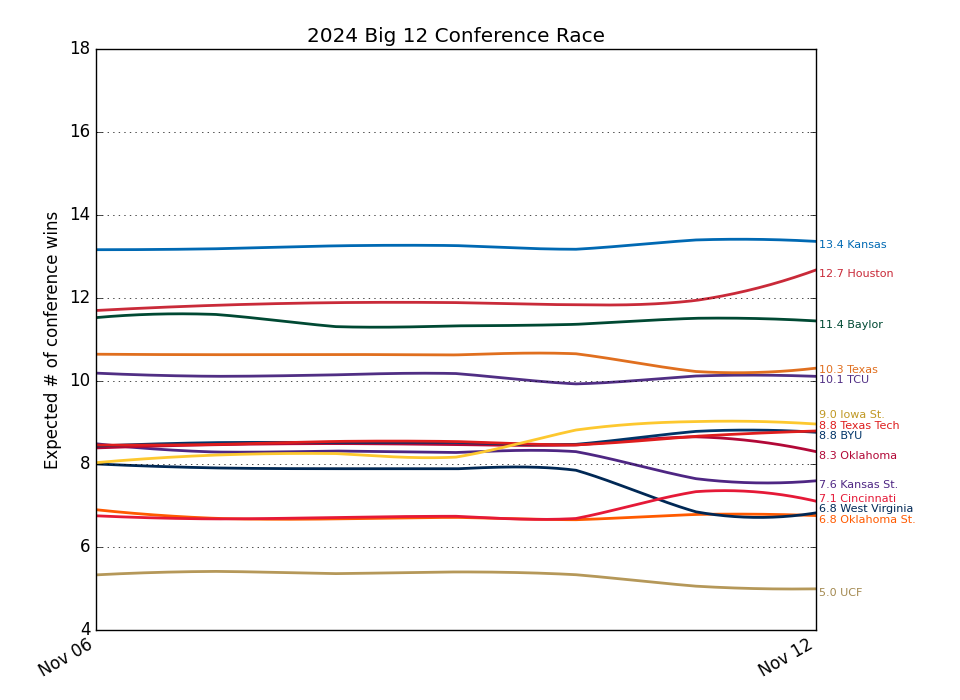 2024 Big 12 Conference Race
Expected # of conference wins
18
16
14
12
10
8
6
4
Nov 06
Nov 12
13.4 Kansas
12.7 Houston
11.4 Baylor
10.3 Texas
10.1 TCU
9.0 Iowa St.
8.8 Texas Tech
8.8 BYU
8.3 Oklahoma
7.6 Kansas St.
7.1 Cincinnati
6.8 West Virginia
6.8 Oklahoma St.
5.0 UCF